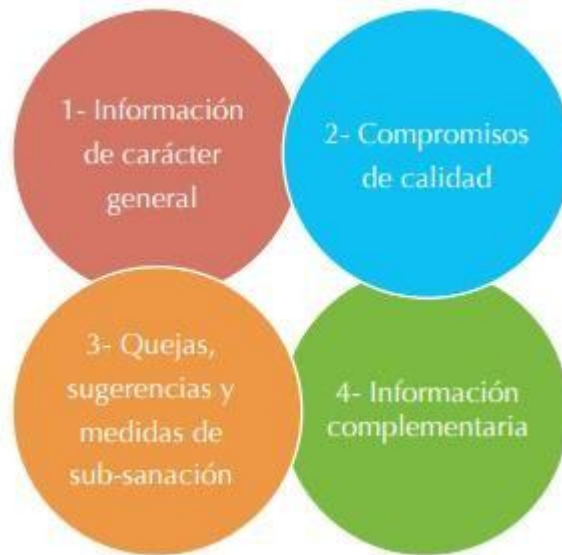 1- Información
de carácter
general
2- Compromisos
de calidad
3- Quejas,
sugerencias y
medidas de
sub-sanación
4- Información
complementaria